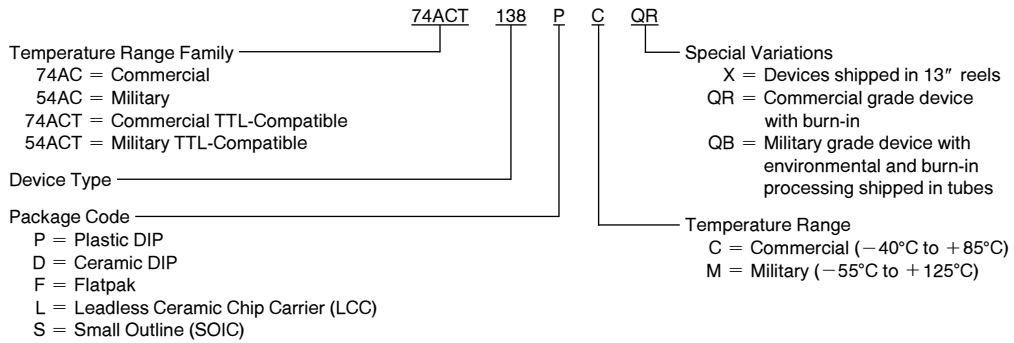 74ACT 138 P C QR
Temperature Range Family
74AC = Commercial
54AC = Military
74ACT = Commercial TTL-Compatible
54ACT = Military TTL-Compatible
Device Type
Package Code
P = Plastic DIP
D = Ceramic DIP
F = Flatpak
L = Leadless Ceramic Chip Carrier (LCC)
S = Small Outline (SOIC)
Special Variations
X = Devices shipped in 13″ reels
QR = Commercial grade device
with burn-in
QB = Military grade device with
environmental and burn-in
processing shipped in tubes
Temperature Range
C = Commercial (−40°C to +85°C)
M = Military (−55°C to +125°C)